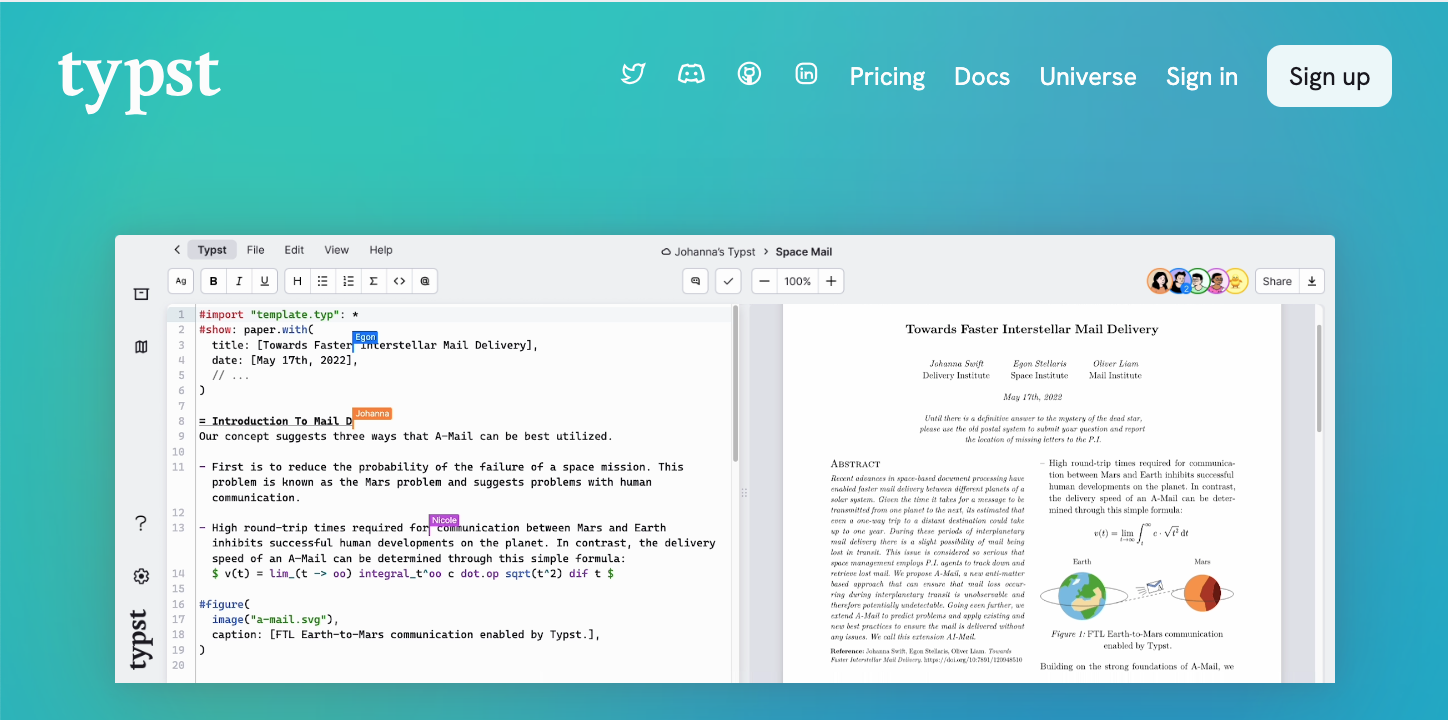 typst
Pricing Docs Universe Sign in Sign up
Typst File Edit View Help
Johanna's Typst > Space Mail
Ag B I U H Σ <> @
100%
2
Share
1 #import "template.typ": *
2 #show: paper.with(
Egon
3 title: [Towards Faster Interstellar Mail Delivery],
4 date: [May 17th, 2022],
5 // ...
6 )
7
Johanna
8 = Introduction To Mail D
9 Our concept suggests three ways that A-Mail can be best utilized.
10
11 - First is to reduce the probability of the failure of a space mission. This
problem is known as the Mars problem and suggests problems with human
communication.
12
Nicole
13 - High round-trip times required for communication between Mars and Earth
inhibits successful human developments on the planet. In contrast, the delivery
speed of an A-Mail can be determined through this simple formula:
14 $ v(t) = lim_(t -> oo) integral_t^oo c dot.op sqrt(t^2) dif t $
15
16 #figure(
17 image("a-mail.svg"),
18 caption: [FTL Earth-to-Mars communication enabled by Typst.],
19 )
20
typst
Towards Faster Interstellar Mail Delivery
Johanna Swift Egon Stellaris Oliver Liam
Delivery Institute Space Institute Mail Institute
May 17th, 2022
Until there is a definitive answer to the mystery of the dead star,
please use the old postal system to submit your question and report
the location of missing letters to the P.I.
Abstract
Recent advances in space-based document processing have
enabled faster mail delivery between different planets of a
solar system. Given the time it takes for a message to be
transmitted from one planet to the next, its estimated that
even a one-way trip to a distant destination could take
up to one year. During these periods of interplanetary
mail delivery there is a slight possibility of mail being
lost in transit. This issue is considered so serious that
space management employs P.I. agents to track down and
retrieve lost mail. We propose A-Mail, a new anti-matter
based approach that can ensure that mail loss occur-
ring during interplanetary transit is unobservable and
therefore potentially undetectable. Going even further, we
extend A-Mail to predict problems and apply existing and
new best practices to ensure the mail is delivered without
any issues. We call this extension AI-Mail.
Reference: Johanna Swift, Egon Stellaris, Oliver Liam. Towards
Faster Interstellar Mail Delivery. https://doi.org/10:7891/120948510
– High round-trip times required for communica-
tion between Mars and Earth inhibits successful
human developments on the planet. In contrast,
the delivery speed of an A-Mail can be deter-
mined through this simple formula:
v(t) = lim t→∞ ∫ t ∞ c · √t² dt
Earth Mars
Figure 1: FTL Earth-to-Mars communication
enabled by Typst.
Building on the strong foundations of A-Mail, we